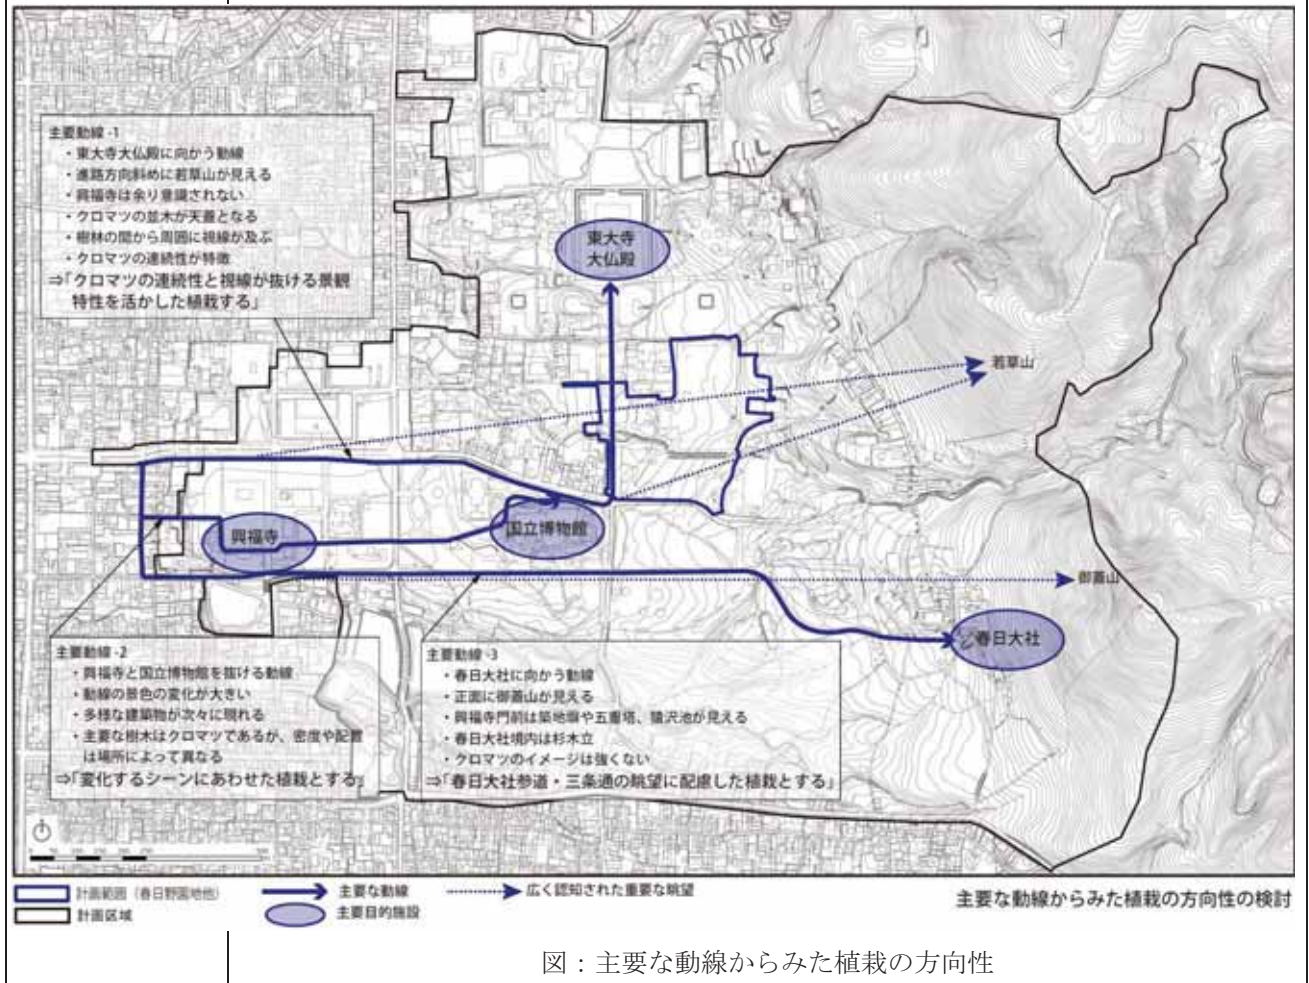 主要動線 -1
・東大寺大仏殿に向かう動線
・進路方向斜めに若草山が見える
・興福寺は余り意識されない
・クロマツの並木が天蓋となる
・樹林の間から周囲に視線が及ぶ
・クロマツの連続性が特徴
⇒「クロマツの連続性と視線が抜ける景観
特性を活かした植栽する」
東大寺
大仏殿
若草山
興福寺
国立博物館
御蓋山
春日大社
主要動線 -2
・興福寺と国立博物館を抜ける動線
・動線の景色の変化が大きい
・多様な建築物が次々に現れる
・主要な樹木はクロマツであるが、密度や配置
は場所によって異なる
⇒「変化するシーンにあわせた植栽とする」
主要動線 -3
・春日大社に向かう動線
・正面に御蓋山が見える
・興福寺門前は築地塀や五重塔、猿沢池が見える
・春日大社境内は杉木立
・クロマツのイメージは強くない
⇒「春日大社参道・三条通の眺望に配慮した植栽とする」
計画範囲（春日野園地他）
計画区域
主要な動線
主要目的施設
広く認知された重要な眺望
主要な動線からみた植栽の方向性の検討
図：主要な動線からみた植栽の方向性